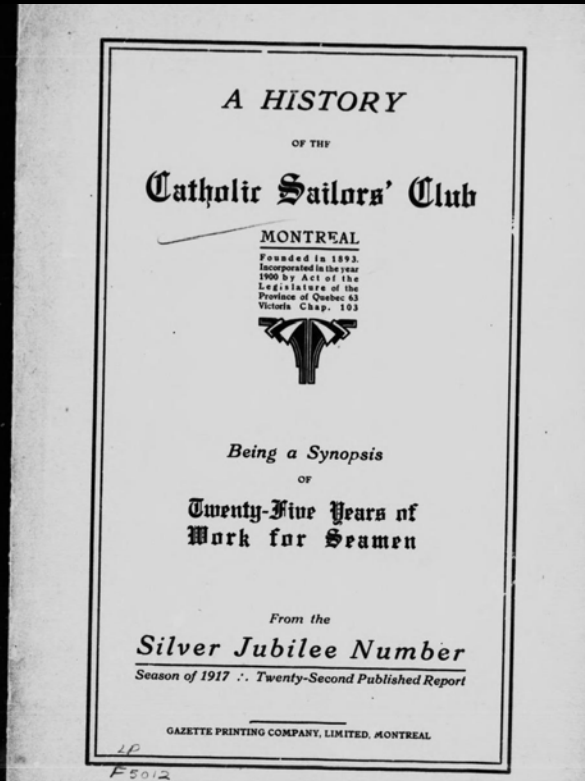 A HISTORY
OF THE
Catholic Sailors' Club
MONTREAL
Founded in 1893.
Incorporated in the year
1900 by Act of the
Legislature of the
Province of Quebec 63
Victoria Chap. 103
Being a Synopsis
OF
Twenty-Five Years of
Work for Seamen
From the
Silver Jubilee Number
Season of 1917 .·. Twenty-Second Published Report
GAZETTE PRINTING COMPANY, LIMITED, MONTREAL
LP
F5012